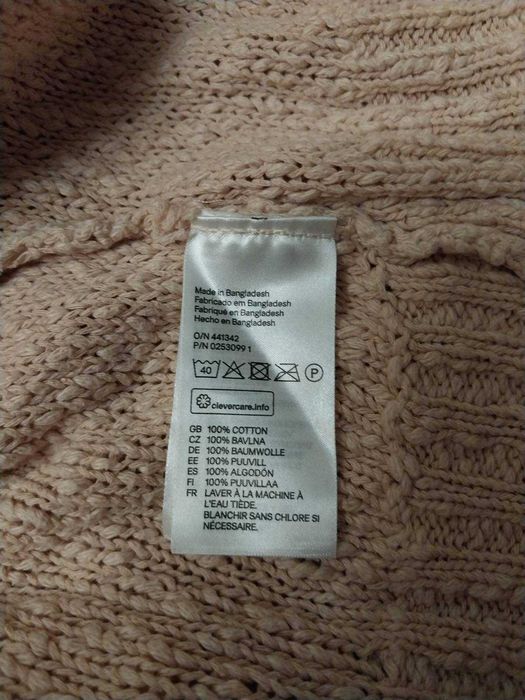 Made in Bangladesh
Fabricado em Bangladesh
Fabriqué en Bangladesh
Hecho en Bangladesh
O/N 441342
P/N 0253099 1
40 P
clevercare.info
GB 100% COTTON
CZ 100% BAVLNA
DE 100% BAUMWOLLE
EE 100% PUUVILL
ES 100% ALGODÓN
FI 100% PUUVILLAA
FR LAVER À LA MACHINE À
L'EAU TIÈDE.
BLANCHIR SANS CHLORE SI
NÉCESSAIRE.